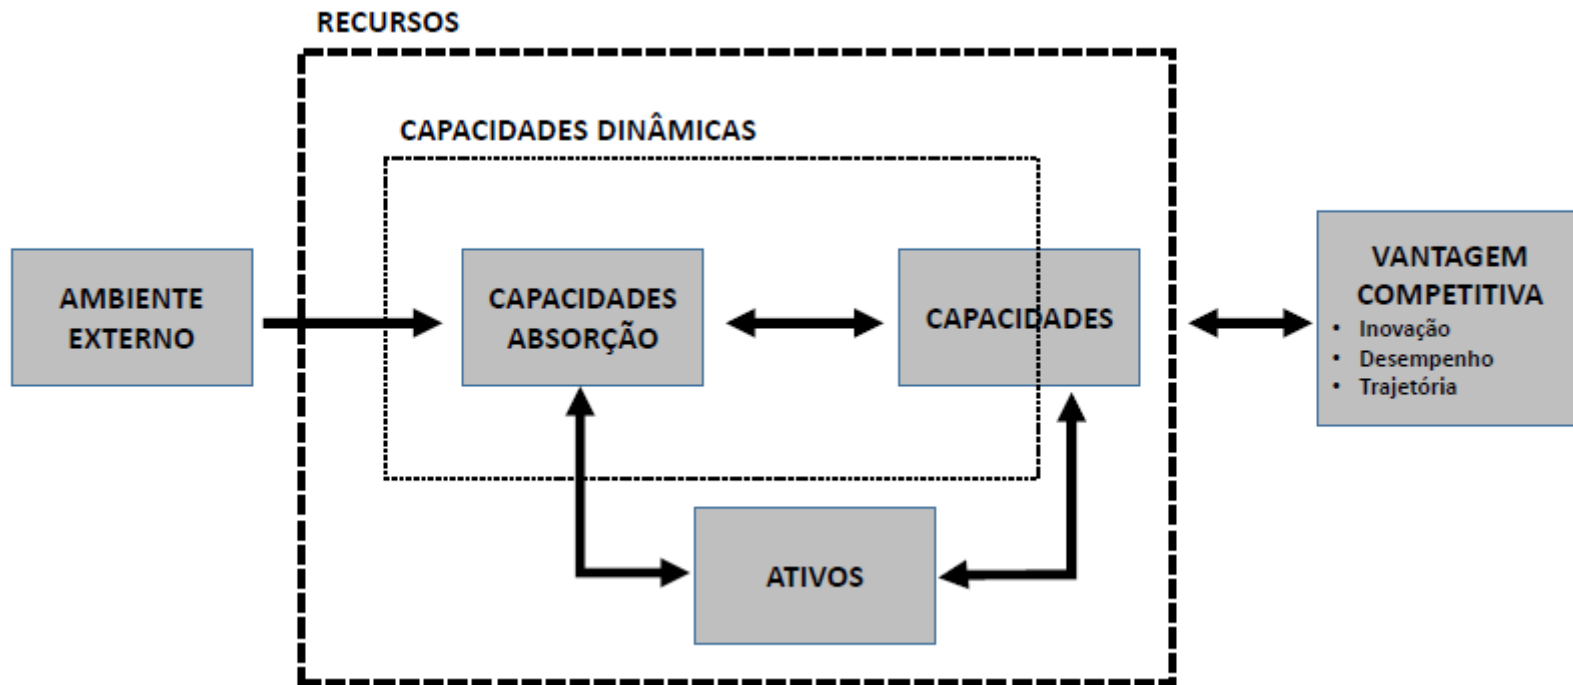 RECURSOS
CAPACIDADES DINÂMICAS
AMBIENTE
EXTERNO
CAPACIDADES
ABSORÇÃO
CAPACIDADES
VANTAGEM
COMPETITIVA
• Inovação
• Desempenho
• Trajetória
ATIVOS